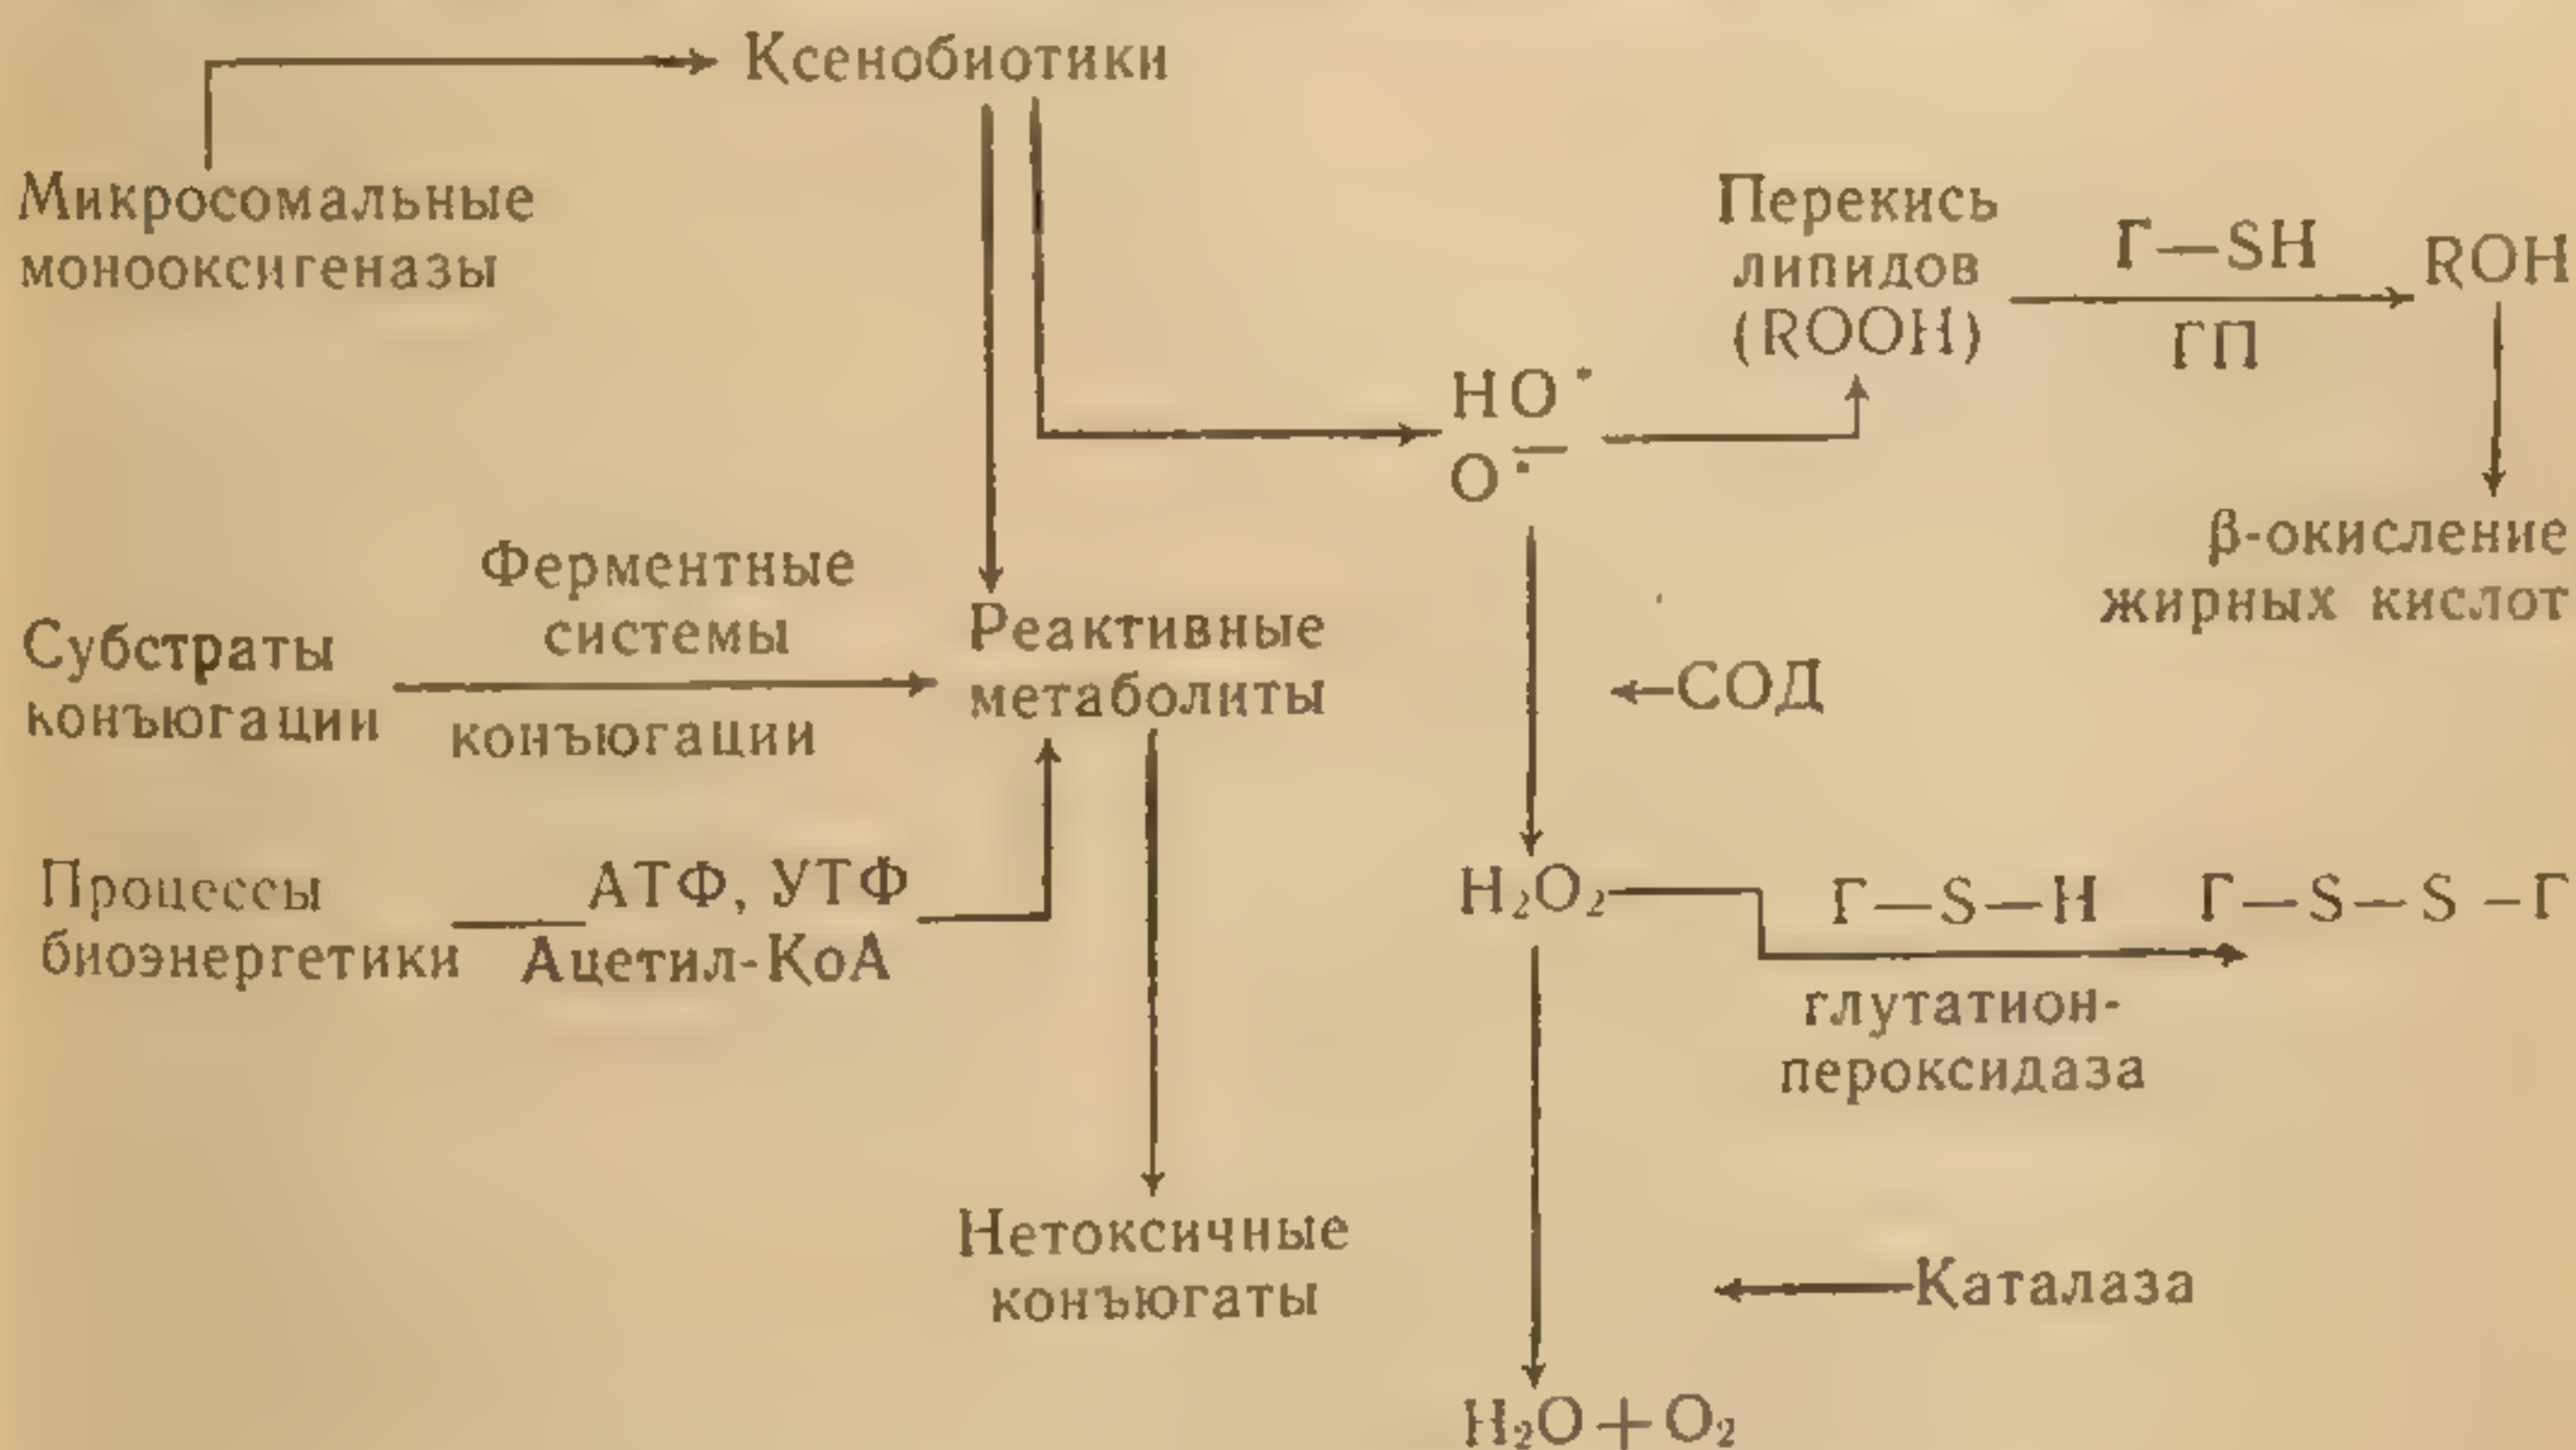 Ксенобиотики
Микросомальные
монооксигеназы
Перекись
липидов
(ROOH)
Г—SH
ГП
ROH
HO˙
O˙⁻
β-окисление
жирных кислот
Ферментные
системы
конъюгации
Субстраты
конъюгации
Реактивные
метаболиты
←СОД
Процессы
биоэнергетики
АТФ, УТФ
Ацетил-КоА
H₂O₂
Г—S—H
Г—S—S—Г
глутатион-
пероксидаза
Нетоксичные
конъюгаты
Каталаза
H₂O+O₂